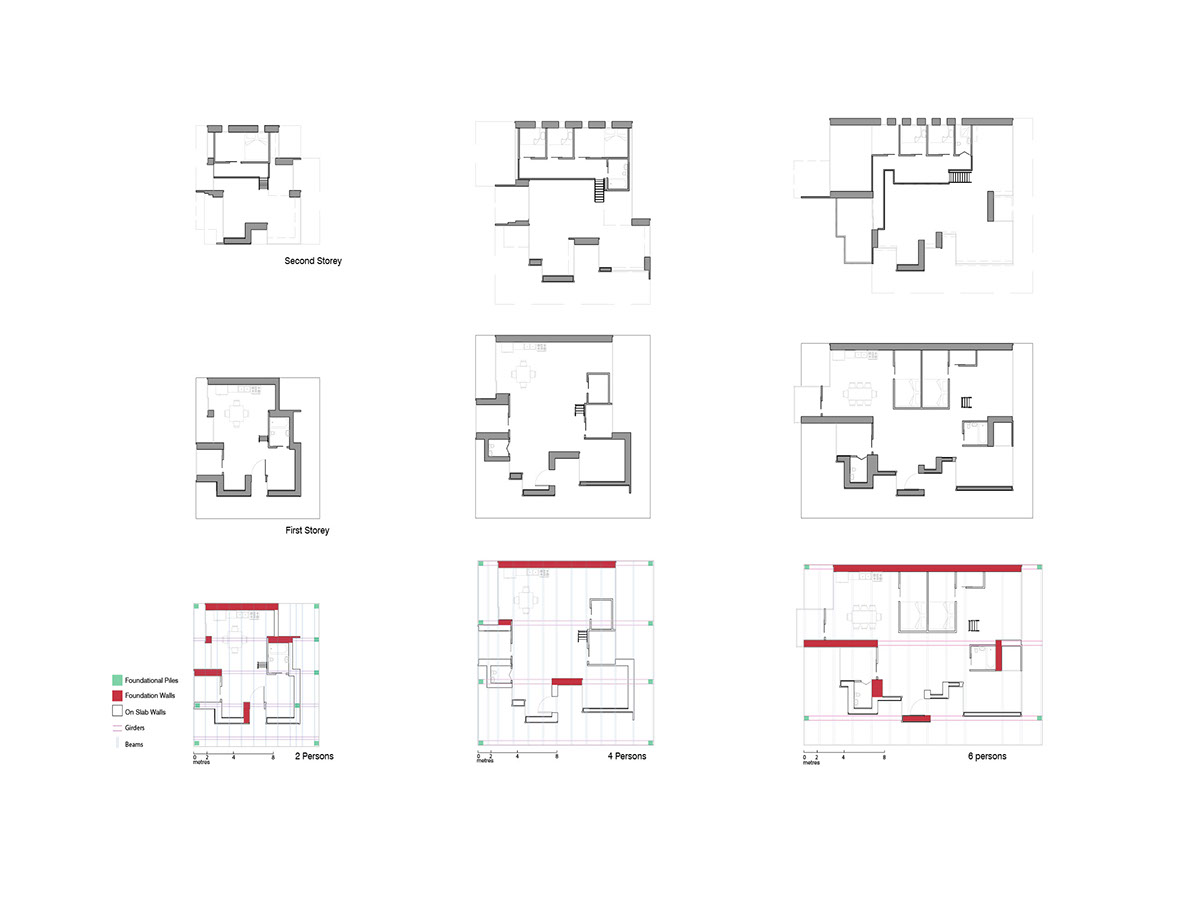 Second Storey
First Storey
Foundational Piles
Foundation Walls
On Slab Walls
Girders
Beams
0 2 4 8
metres
2 Persons
0 2 4 8
metres
4 Persons
0 2 4 8
metres
6 persons